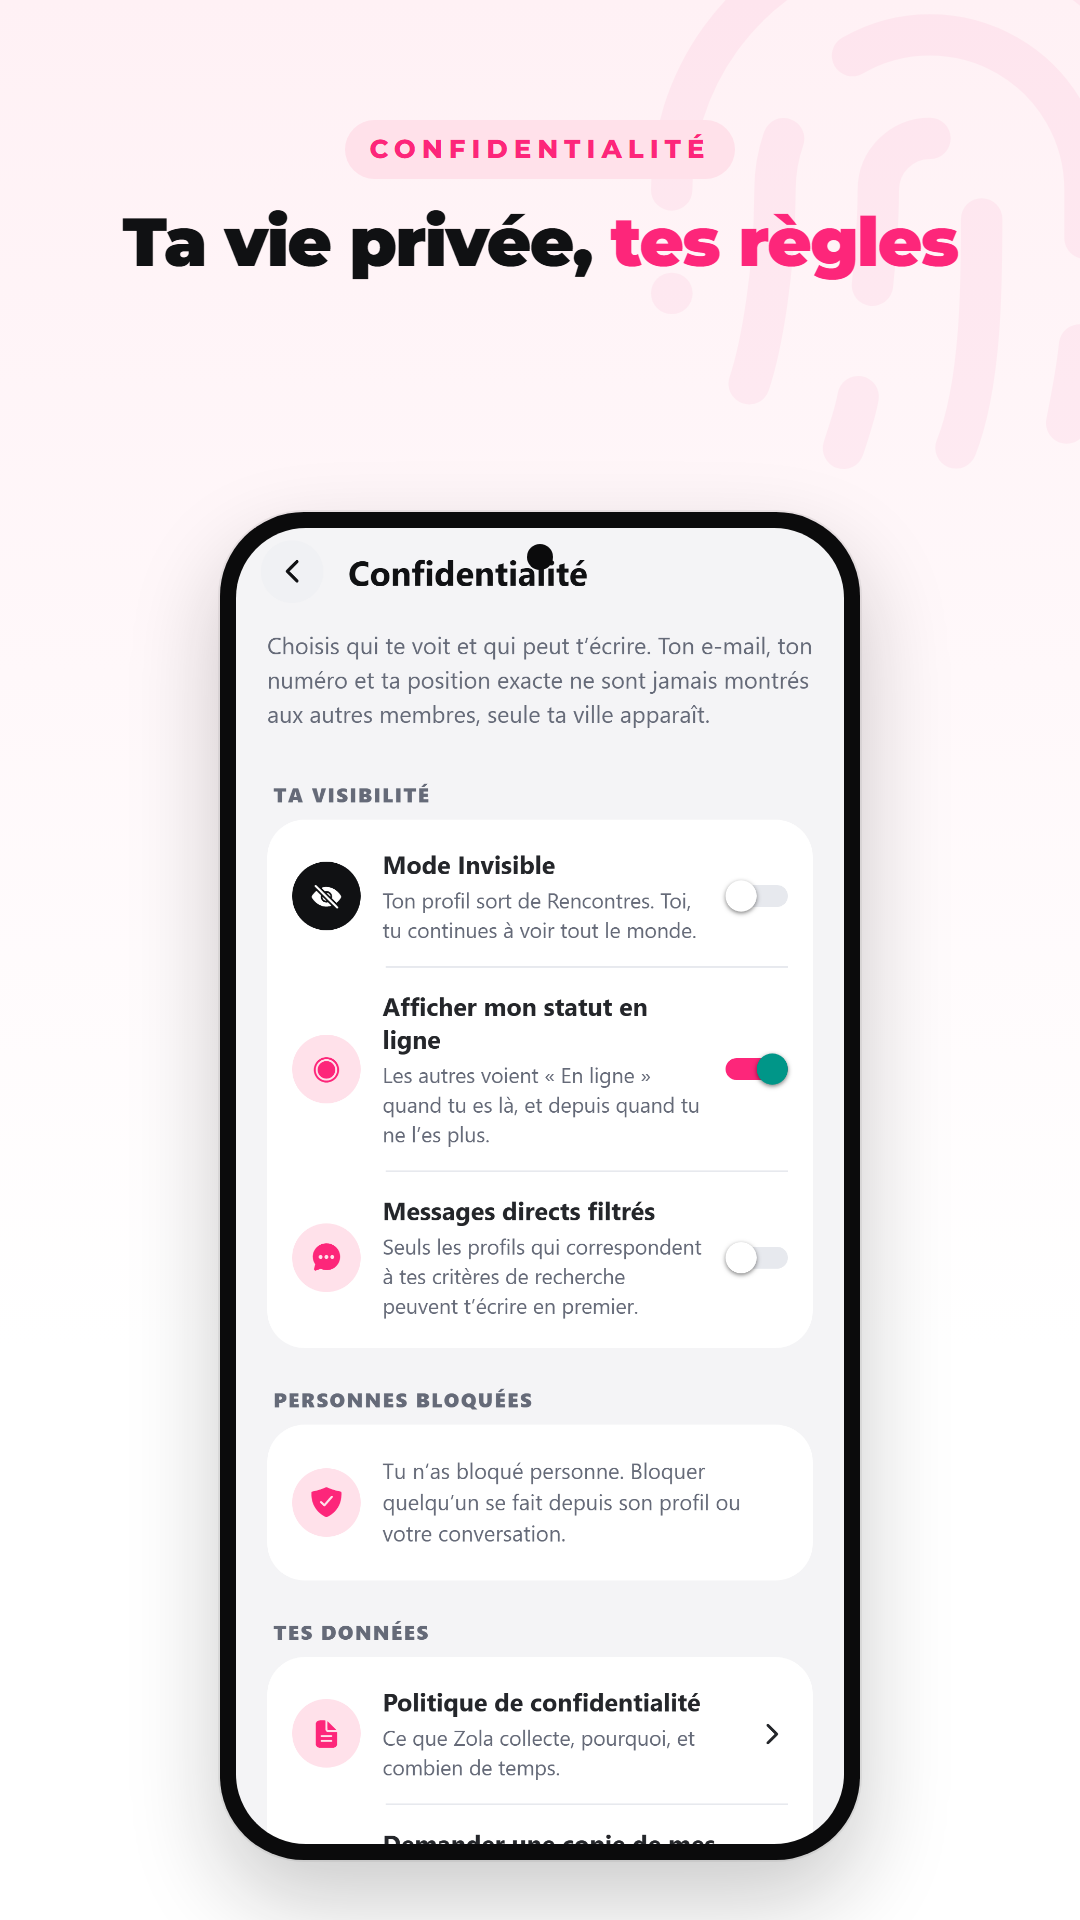 CONFIDENTIALITÉ
Ta vie privée, tes règles
Confidentialité
Choisis qui te voit et qui peut t’écrire. Ton e-mail, ton
numéro et ta position exacte ne sont jamais montrés
aux autres membres, seule ta ville apparaît.
TA VISIBILITÉ
Mode Invisible
Ton profil sort de Rencontres. Toi,
tu continues à voir tout le monde.
Afficher mon statut en
ligne
Les autres voient « En ligne »
quand tu es là, et depuis quand tu
ne l’es plus.
Messages directs filtrés
Seuls les profils qui correspondent
à tes critères de recherche
peuvent t’écrire en premier.
PERSONNES BLOQUÉES
Tu n’as bloqué personne. Bloquer
quelqu’un se fait depuis son profil ou
votre conversation.
TES DONNÉES
Politique de confidentialité
Ce que Zola collecte, pourquoi, et
combien de temps.
Demander une copie de mes